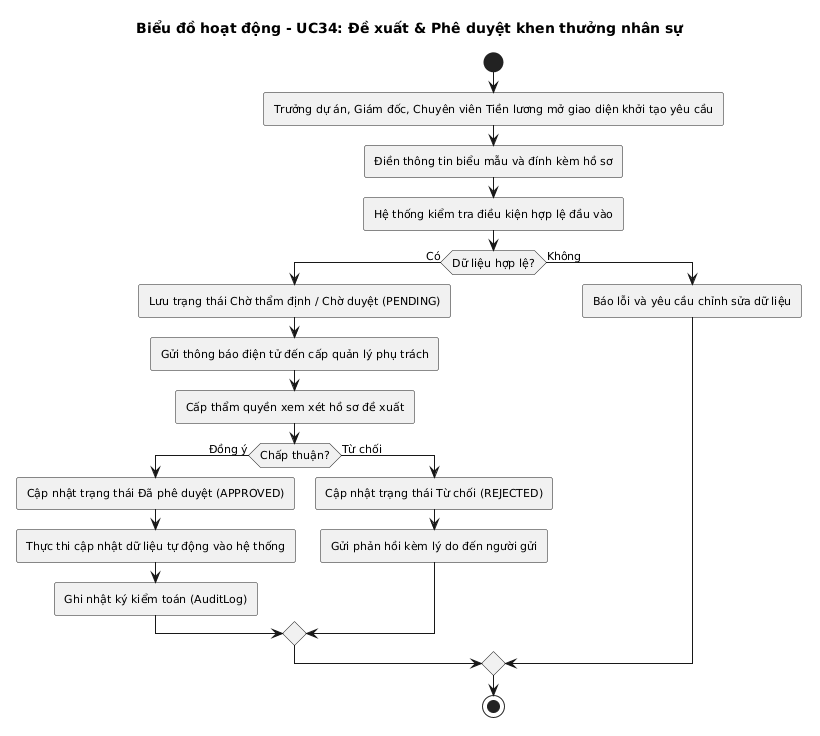 Biểu đồ hoạt động - UC34: Đề xuất & Phê duyệt khen thưởng nhân sự
Trưởng dự án, Giám đốc, Chuyên viên Tiền lương mở giao diện khởi tạo yêu cầu
Điền thông tin biểu mẫu và đính kèm hồ sơ
Hệ thống kiểm tra điều kiện hợp lệ đầu vào
Có
Dữ liệu hợp lệ?
Không
Lưu trạng thái Chờ thẩm định / Chờ duyệt (PENDING)
Báo lỗi và yêu cầu chỉnh sửa dữ liệu
Gửi thông báo điện tử đến cấp quản lý phụ trách
Cấp thẩm quyền xem xét hồ sơ đề xuất
Đồng ý
Chấp thuận?
Từ chối
Cập nhật trạng thái Đã phê duyệt (APPROVED)
Cập nhật trạng thái Từ chối (REJECTED)
Thực thi cập nhật dữ liệu tự động vào hệ thống
Gửi phản hồi kèm lý do đến người gửi
Ghi nhật ký kiểm toán (AuditLog)